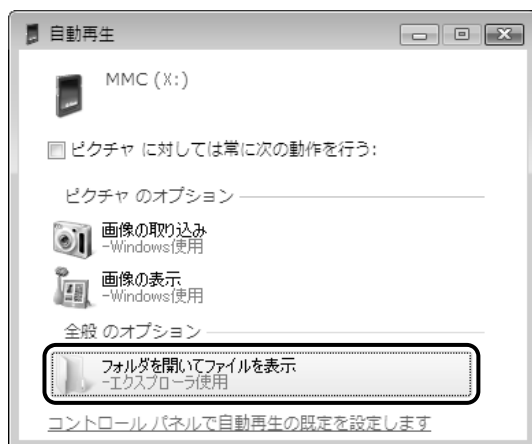 自動再生
MMC (X:)
ピクチャ に対しては常に次の動作を行う:
ピクチャ のオプション
画像の取り込み
-Windows使用
画像の表示
-Windows使用
全般 のオプション
フォルダを開いてファイルを表示
-エクスプローラ使用
コントロール パネルで自動再生の既定を設定します